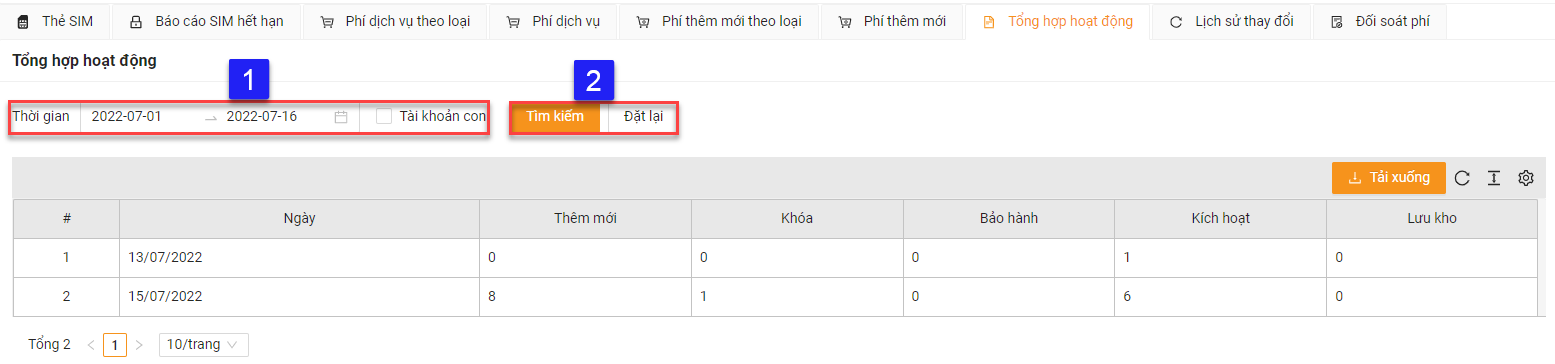 Thẻ SIM Báo cáo SIM hết hạn Phí dịch vụ theo loại Phí dịch vụ Phí thêm mới theo loại Phí thêm mới Tổng hợp hoạt động Lịch sử thay đổi Đối soát phí
Tổng hợp hoạt động
1 2
Thời gian 2022-07-01 → 2022-07-16 Tài khoản con Tìm kiếm Đặt lại
Tải xuống
# Ngày Thêm mới Khóa Bảo hành Kích hoạt Lưu kho
1 13/07/2022 0 0 0 1 0
2 15/07/2022 8 1 0 6 0
Tổng 2 < 1 > 10/trang